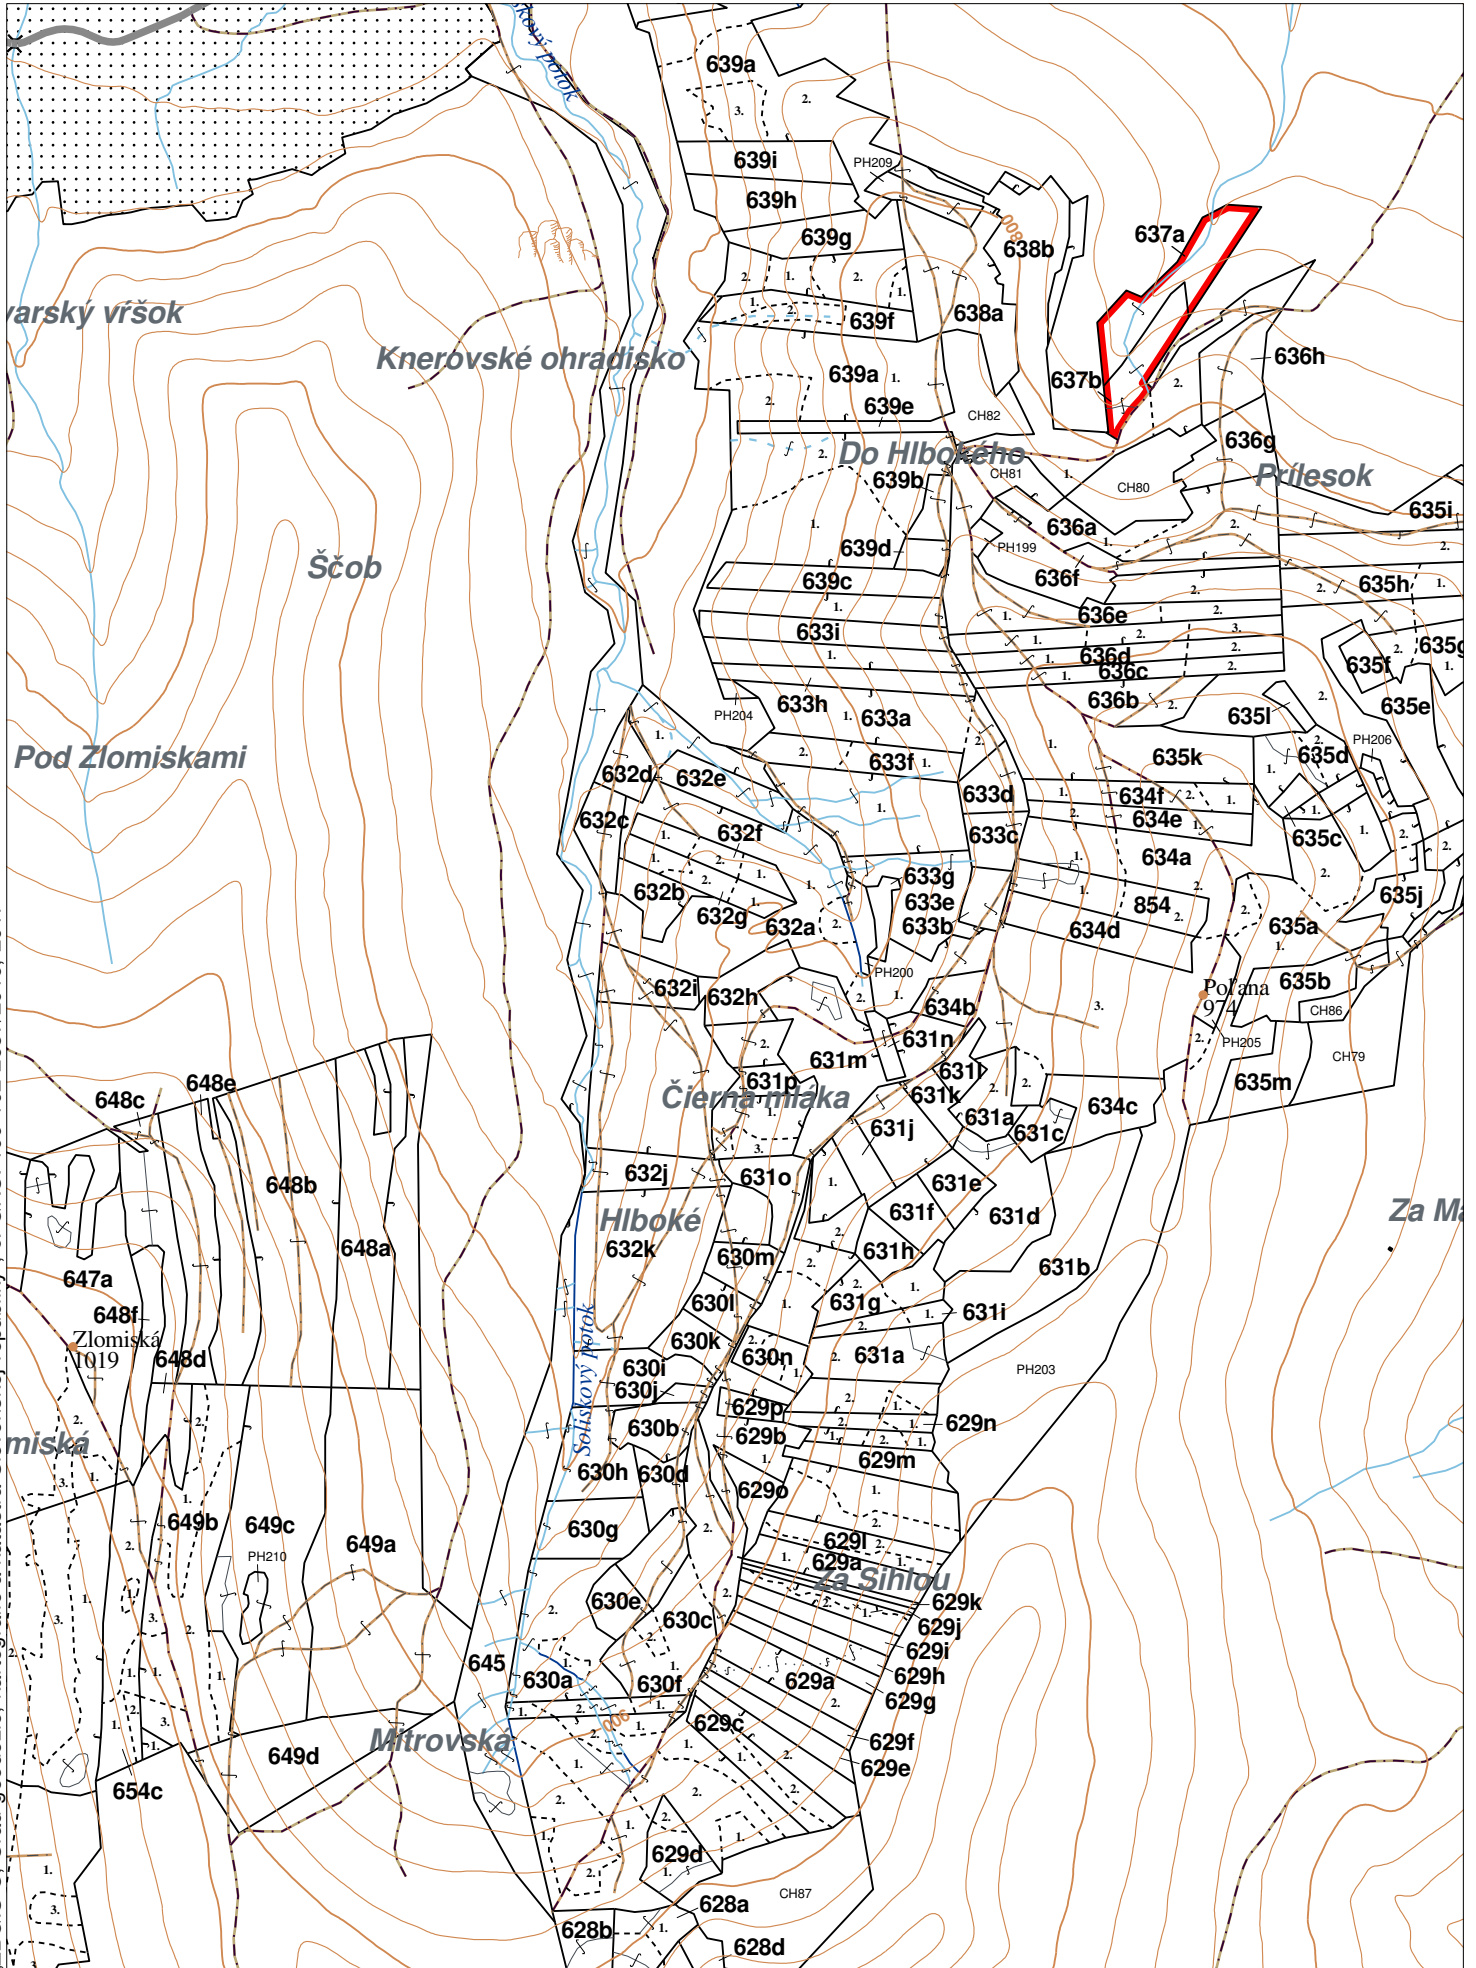 639a
3.
2.
639i
PH209
639h
639g
800
638b
637a
638a
639f
varský vŕšok
Knerovské ohradisko
636h
639a
637b
639e
CH82
636g
Do Hlbokého
Prílesok
CH81
639b
CH80
635i
636a
PH199
639d
Ščob
636f
639c
635h
636e
633i
636d
635f
636c
633h
636b
635e
PH204
633a
635l
PH206
Pod Zlomiskami
635k
635d
633f
632d
632e
633d
634f
632c
634e
632f
633c
635c
634a
633g
632b
633e
854
635j
632g
632a
633b
634d
635a
PH200
632i
632h
634b
Poľana
974
635b
CH86
631n
PH205
631m
CH79
631l
635m
648e
631p
648c
Čierna mláka
631k
634c
631a
631j
631c
632j
631o
648b
631e
631f
631d
Hlboké
Za Ma
648a
632k
630m
631h
631b
647a
630l
631g
631i
648f
Zlomiská
1019
630k
648d
Soliskový potok
630n
631a
630i
PH203
630j
629p
630b
629n
miská
629b
629m
630h
630d
629o
649b
649c
630g
649a
629l
PH210
629a
Za Sihlou
630e
629k
630c
629j
629i
645
630a
630f
629a
629h
629g
900
629c
Mitrovská
629f
649d
629e
654c
629d
CH87
628a
628b
628d